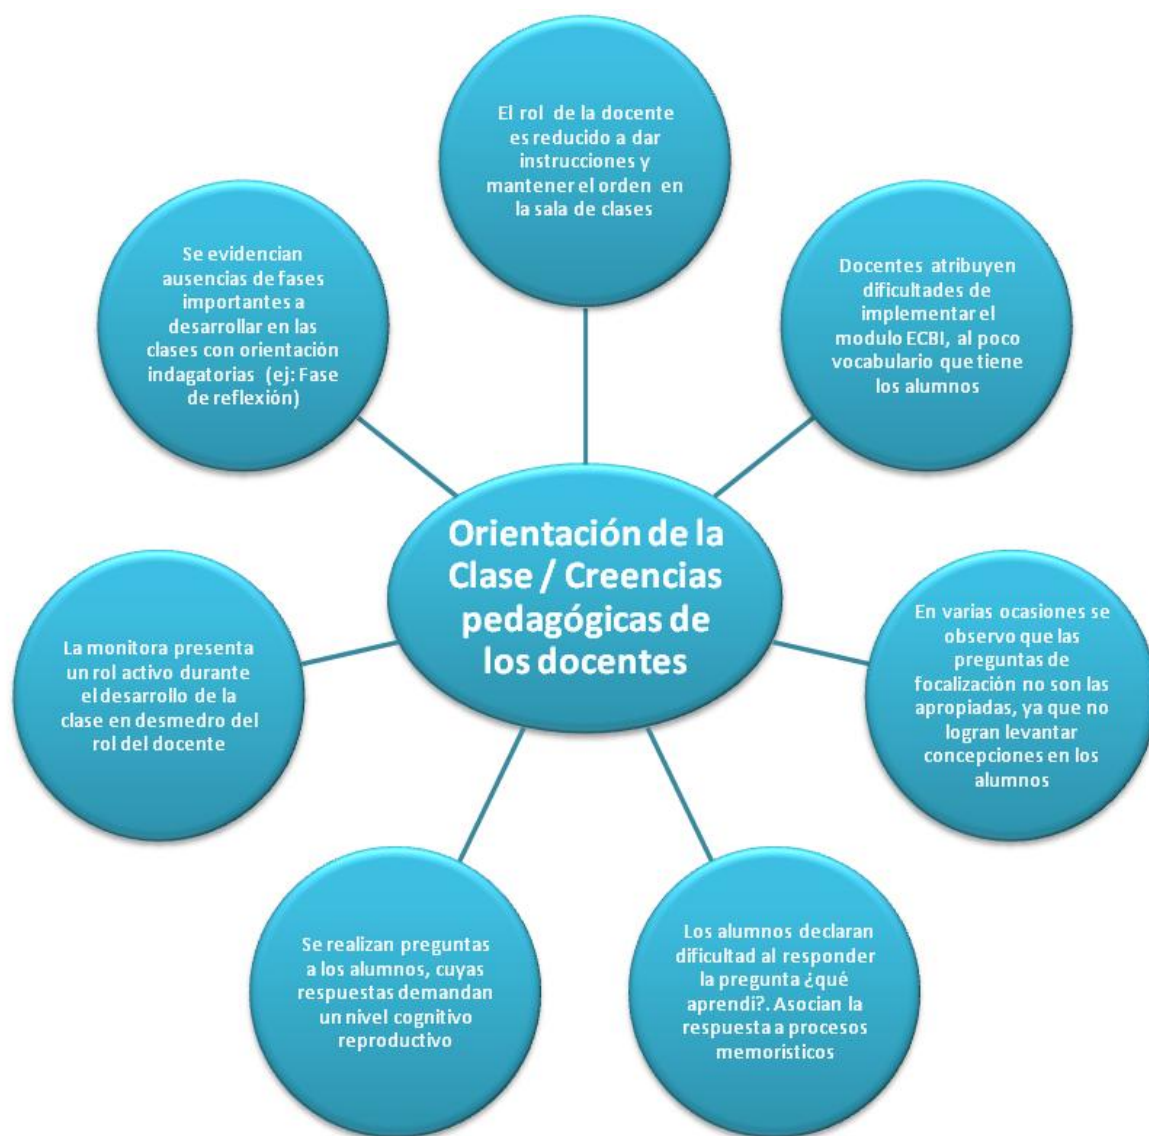 El rol de la docente
es reducido a dar
instrucciones y
mantener el orden en
la sala de clases
Docentes atribuyen
dificultades de
implementar el
modulo ECBI, al poco
vocabulario que tiene
los alumnos
En varias ocasiones se
observo que las
preguntas de
focalización no son las
apropiadas, ya que no
logran levantar
concepciones en los
alumnos
Los alumnos declaran
dificultad al responder
la pregunta ¿qué
aprendí?. Asocian la
respuesta a procesos
memorísticos
Se realizan preguntas
a los alumnos, cuyas
respuestas demandan
un nivel cognitivo
reproductivo
La monitora presenta
un rol activo durante
el desarrollo de la
clase en desmedro del
rol del docente
Se evidencian
ausencias de fases
importantes a
desarrollar en las
clases con orientación
indagatorias (ej: Fase
de reflexión)
Orientación de la
Clase / Creencias
pedagógicas de
los docentes